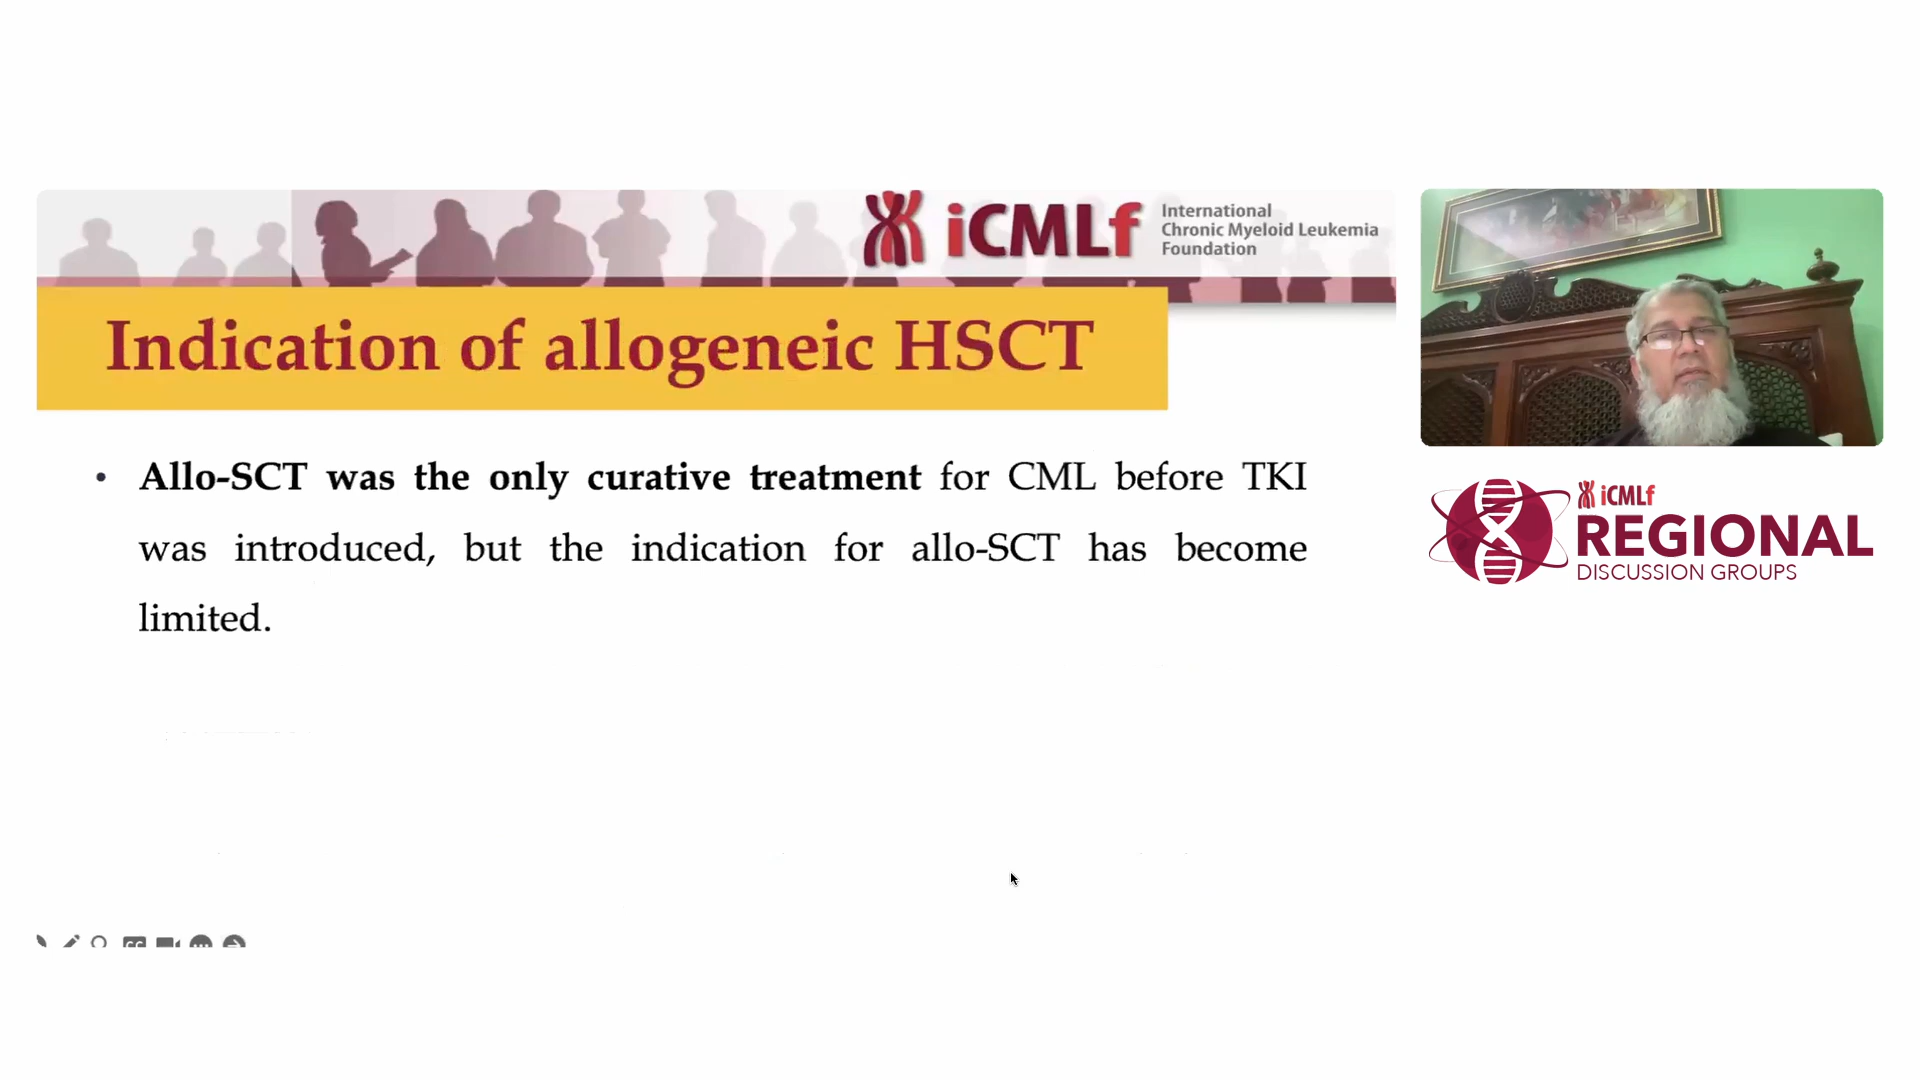 iCMLf
International
Chronic Myeloid Leukemia
Foundation
Indication of allogeneic HSCT
• Allo-SCT was the only curative treatment for CML before TKI
was introduced, but the indication for allo-SCT has become
limited.
iCMLf
REGIONAL
DISCUSSION GROUPS